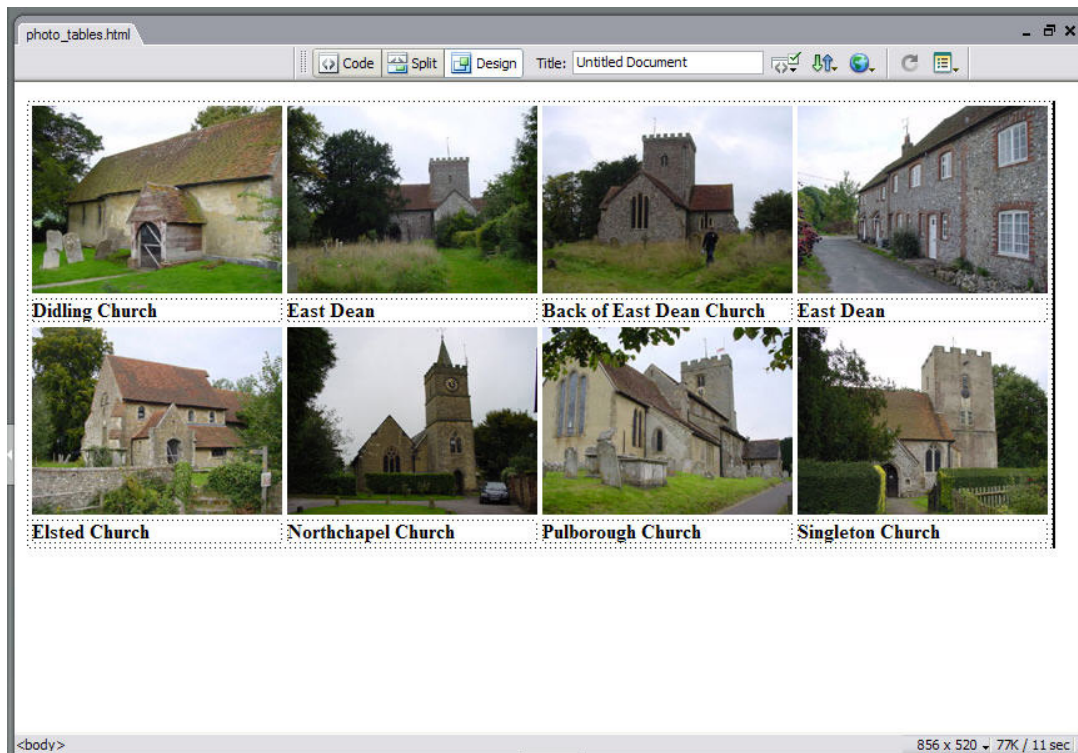 photo_tables.html
Code Split Design Title: Untitled Document
Didling Church East Dean Back of East Dean Church East Dean
Elsted Church Northchapel Church Pulborough Church Singleton Church
<body> 856 x 520 77K / 11 sec